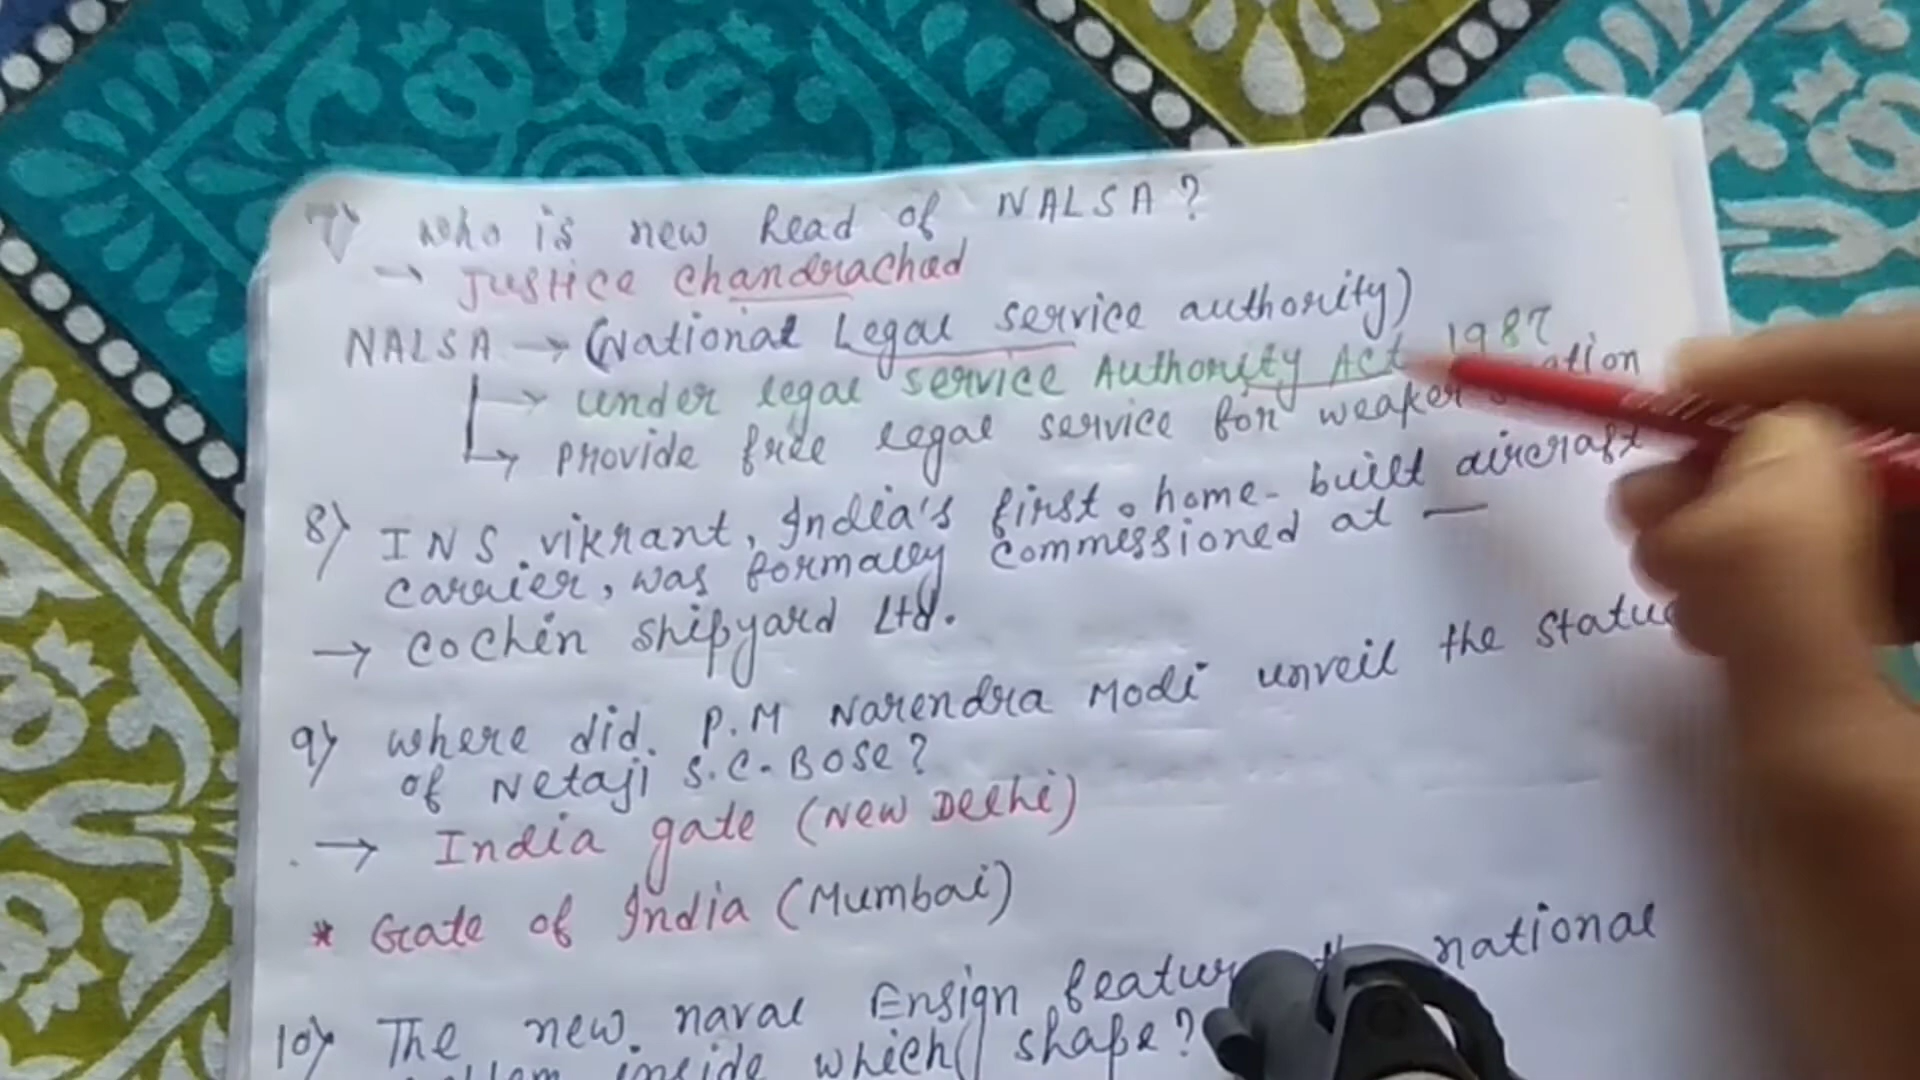 7) Who is new head of NALSA?
→ Justice Chandrachud
NALSA → (National Legal service authority)
→ under legal service Authority Act 1987
→ provide free legal service for weaker
8) INS vikrant, India's first home-built aircraft
carrier, was formally commissioned at —
→ Cochin shipyard Ltd.
9) where did P.M Narendra Modi unveil the statue
of Netaji S.C. Bose?
→ India gate (New Delhi)
* Gate of India (Mumbai)
10) The new naval Ensign national
inside which shape?